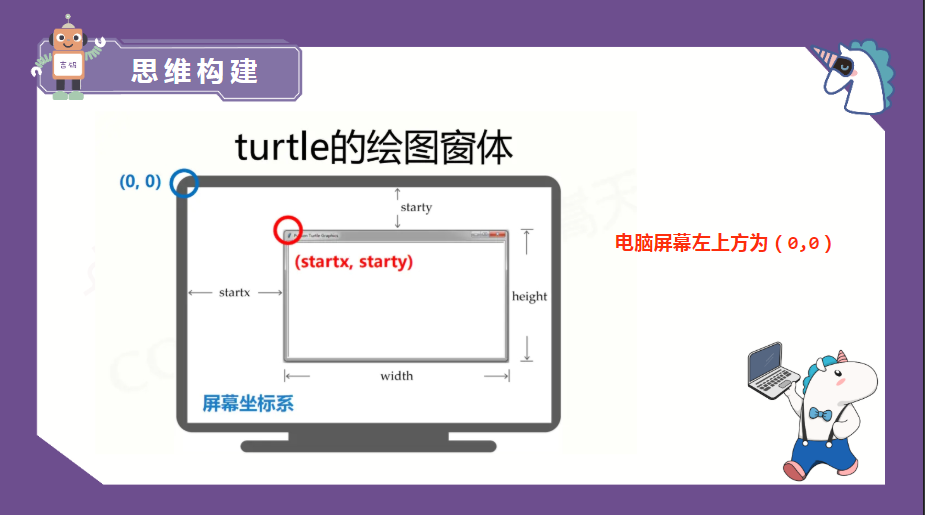 思维构建
turtle的绘图窗体
(0, 0)
starty
(startx, starty)
电脑屏幕左上方为（0,0）
startx
height
width
屏幕坐标系